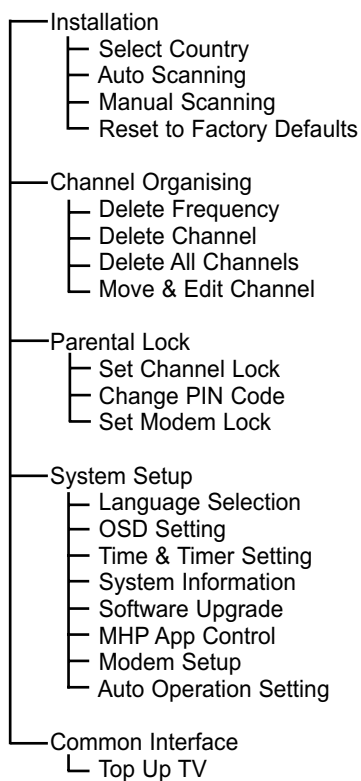 Installation
Select Country
Auto Scanning
Manual Scanning
Reset to Factory Defaults
Channel Organising
Delete Frequency
Delete Channel
Delete All Channels
Move & Edit Channel
Parental Lock
Set Channel Lock
Change PIN Code
Set Modem Lock
System Setup
Language Selection
OSD Setting
Time & Timer Setting
System Information
Software Upgrade
MHP App Control
Modem Setup
Auto Operation Setting
Common Interface
Top Up TV